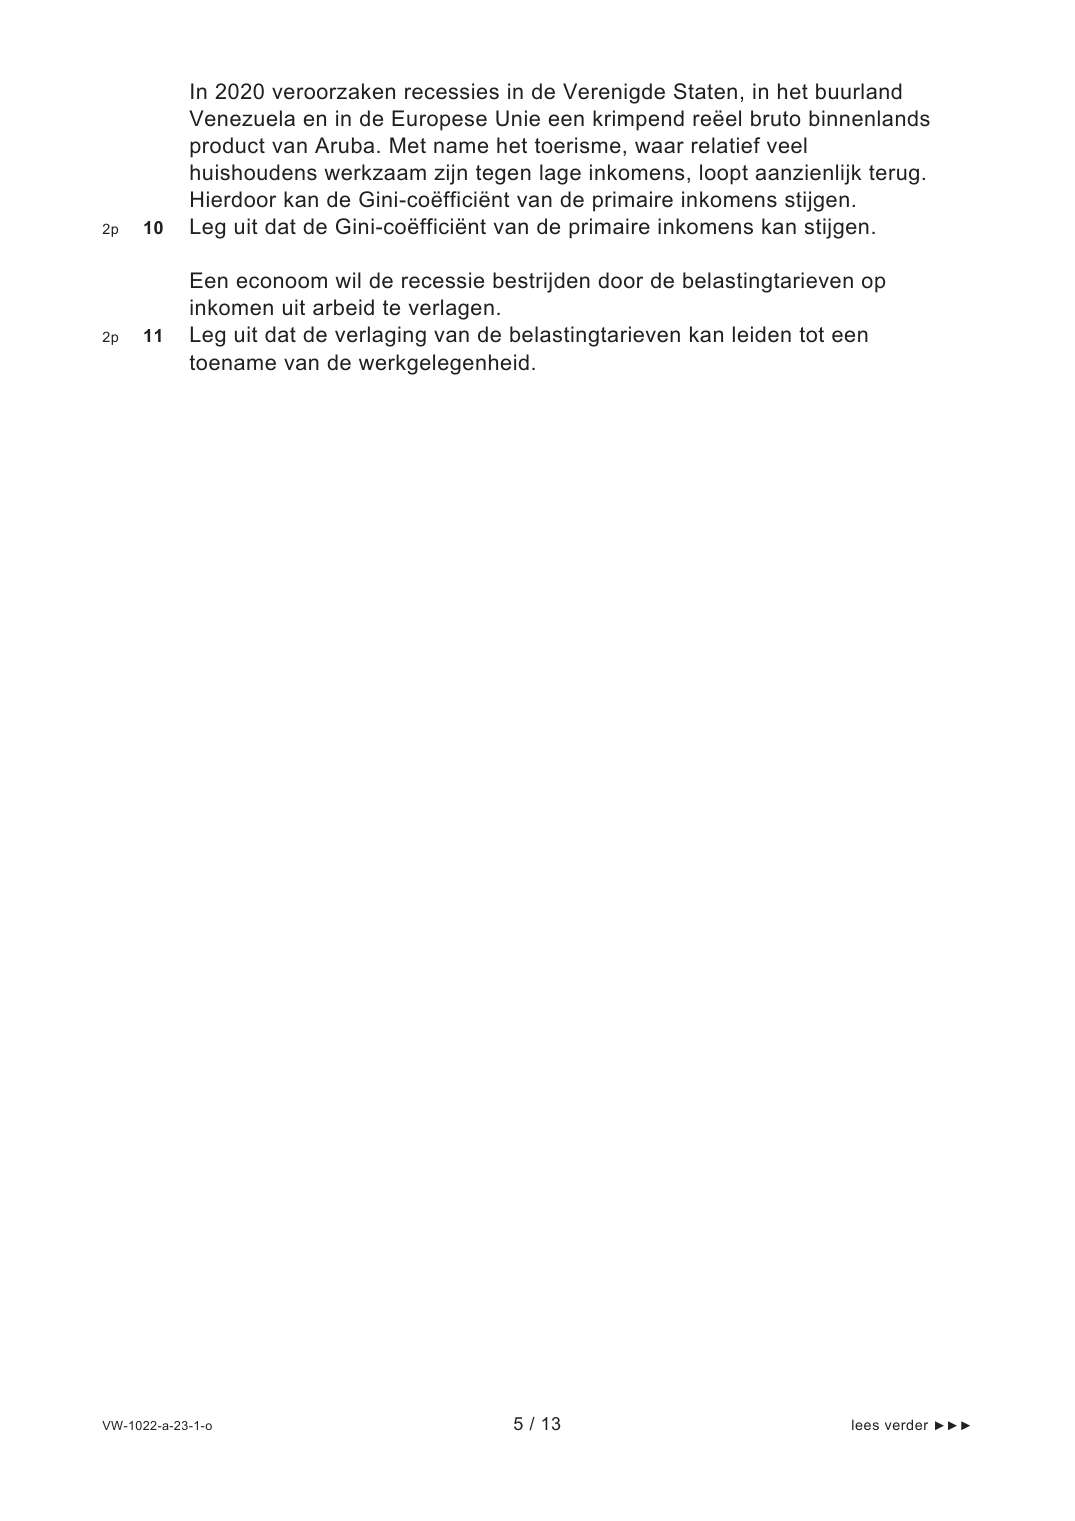 In 2020 veroorzaken recessies in de Verenigde Staten, in het buurland
Venezuela en in de Europese Unie een krimpend reëel bruto binnenlands
product van Aruba. Met name het toerisme, waar relatief veel
huishoudens werkzaam zijn tegen lage inkomens, loopt aanzienlijk terug.
Hierdoor kan de Gini-coëfficiënt van de primaire inkomens stijgen.
2p 10 Leg uit dat de Gini-coëfficiënt van de primaire inkomens kan stijgen.
Een econoom wil de recessie bestrijden door de belastingtarieven op
inkomen uit arbeid te verlagen.
2p 11 Leg uit dat de verlaging van de belastingtarieven kan leiden tot een
toename van de werkgelegenheid.
VW-1022-a-23-1-o 5 / 13 lees verder ►►►